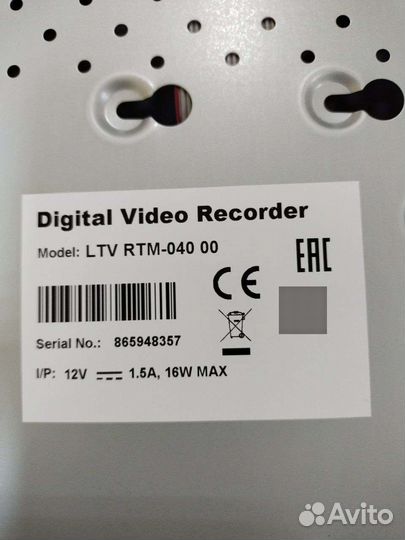 Digital Video Recorder
Model: LTV RTM-040 00
EAC
CE
Serial No.: 865948357
I/P: 12V ⎓ 1.5A, 16W MAX
Avito